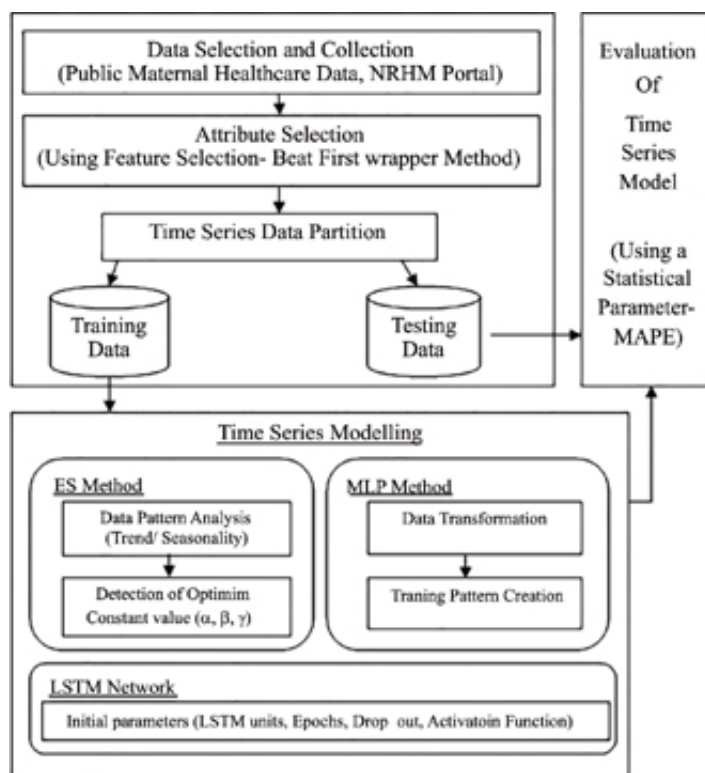 Data Selection and Collection
(Public Maternal Healthcare Data, NRHM Portal)
Attribute Selection
(Using Feature Selection- Beat First wrapper Method)
Time Series Data Partition
Training
Data
Testing
Data
Evaluation
Of
Time
Series
Model
(Using a
Statistical
Parameter-
MAPE)
Time Series Modelling
ES Method
Data Pattern Analysis
(Trend/ Seasonality)
Detection of Optimim
Constant value (α, β, γ)
MLP Method
Data Transformation
Traning Pattern Creation
LSTM Network
Initial parameters (LSTM units, Epochs, Drop out, Activatoin Function)